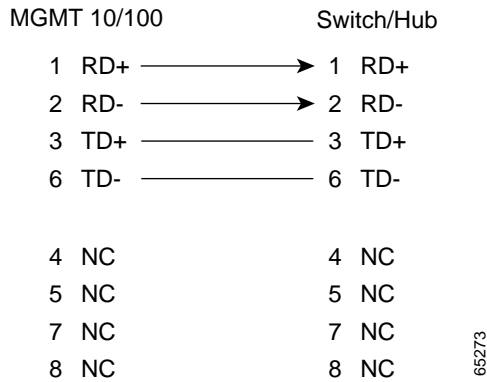 MGMT 10/100 Switch/Hub
1 RD+ 1 RD+
2 RD- 2 RD-
3 TD+ 3 TD+
6 TD- 6 TD-
4 NC 4 NC
5 NC 5 NC
7 NC 7 NC
8 NC 8 NC
65273